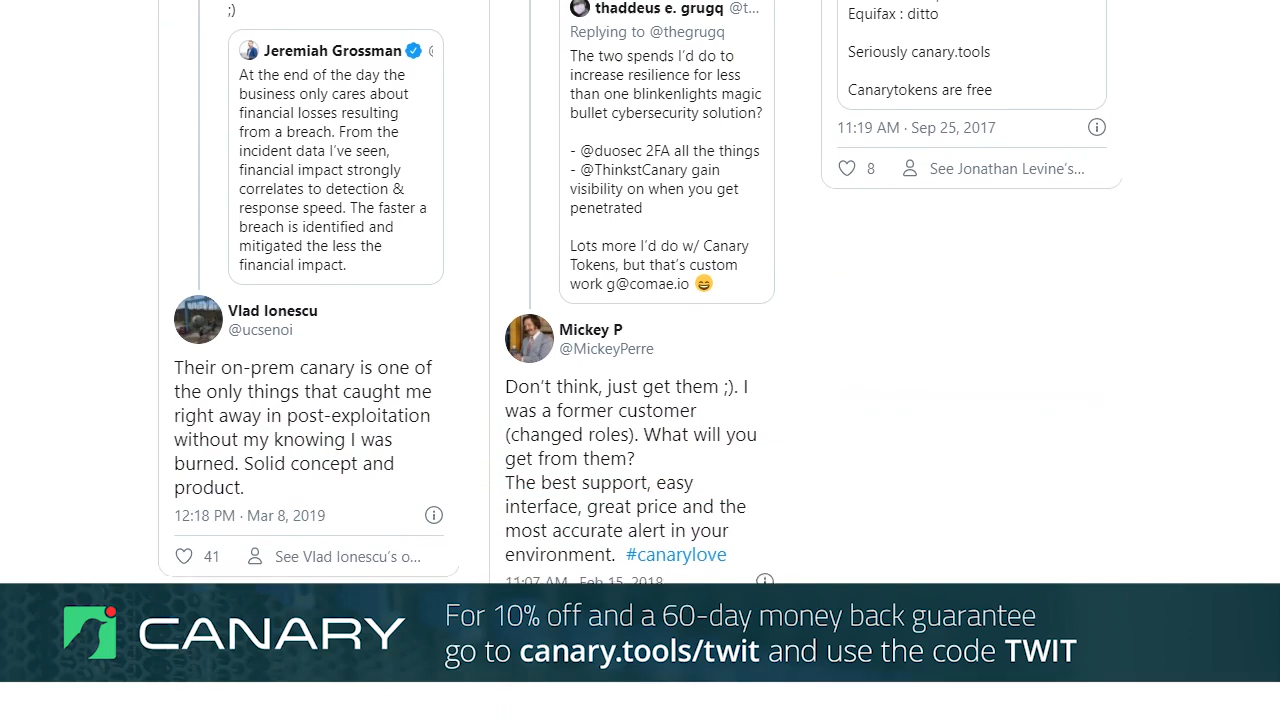 ;)
Jeremiah Grossman
At the end of the day the
business only cares about
financial losses resulting
from a breach. From the
incident data I've seen,
financial impact strongly
correlates to detection &
response speed. The faster a
breach is identified and
mitigated the less the
financial impact.
Vlad Ionescu
@ucsenoi
Their on-prem canary is one of
the only things that caught me
right away in post-exploitation
without my knowing I was
burned. Solid concept and
product.
12:18 PM · Mar 8, 2019
41 See Vlad Ionescu's o...
thaddeus e. grugq @t...
Replying to @thegrugq
The two spends I'd do to
increase resilience for less
than one blinkenlights magic
bullet cybersecurity solution?
- @duosec 2FA all the things
- @ThinkstCanary gain
visibility on when you get
penetrated
Lots more I'd do w/ Canary
Tokens, but that's custom
work g@comae.io 😄
Mickey P
@MickeyPerre
Don't think, just get them ;). I
was a former customer
(changed roles). What will you
get from them?
The best support, easy
interface, great price and the
most accurate alert in your
environment. #canarylove
11:07 AM · Feb 15, 2018
Equifax : ditto
Seriously canary.tools
Canarytokens are free
11:19 AM · Sep 25, 2017
8 See Jonathan Levine's...
CANARY
For 10% off and a 60-day money back guarantee
go to canary.tools/twit and use the code TWIT